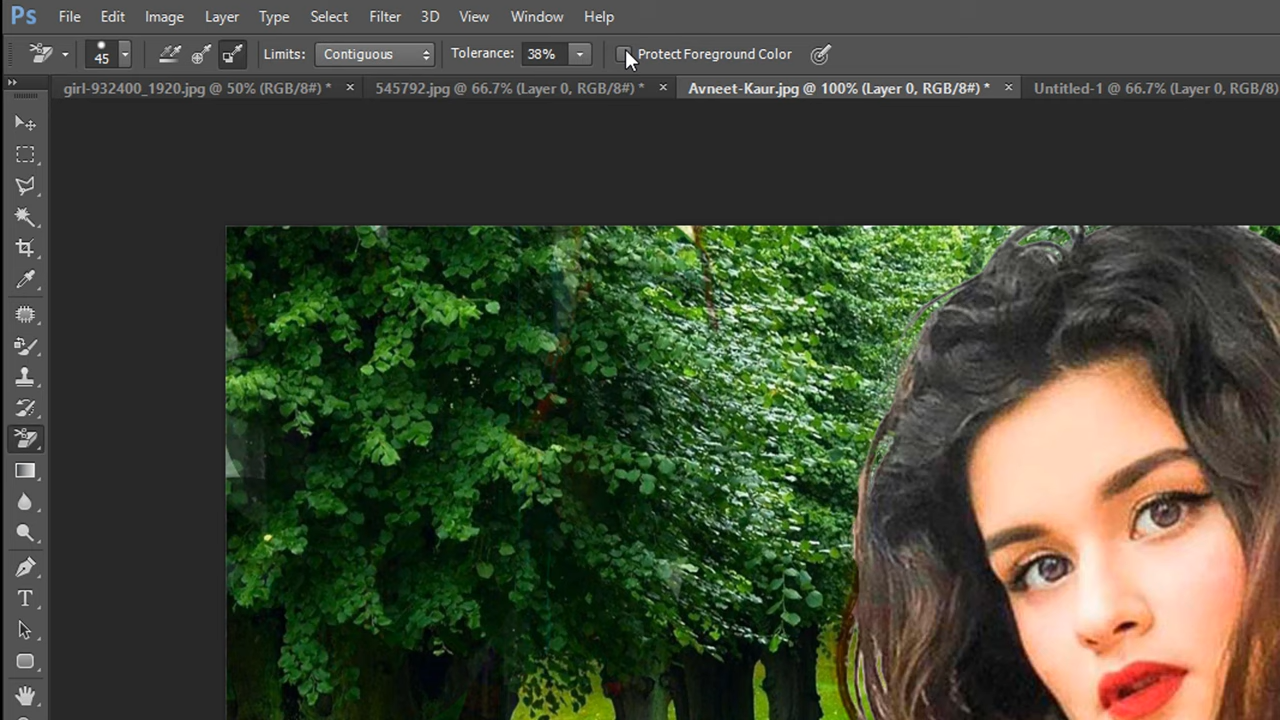 Ps File Edit Image Layer Type Select Filter 3D View Window Help
45 Limits: Contiguous Tolerance: 38% Protect Foreground Color
girl-932400_1920.jpg @ 50% (RGB/8#) * × 545792.jpg @ 66.7% (Layer 0, RGB/8#) * × Avneet-Kaur.jpg @ 100% (Layer 0, RGB/8#) * × Untitled-1 @ 66.7% (Layer 0, RGB/8)
T